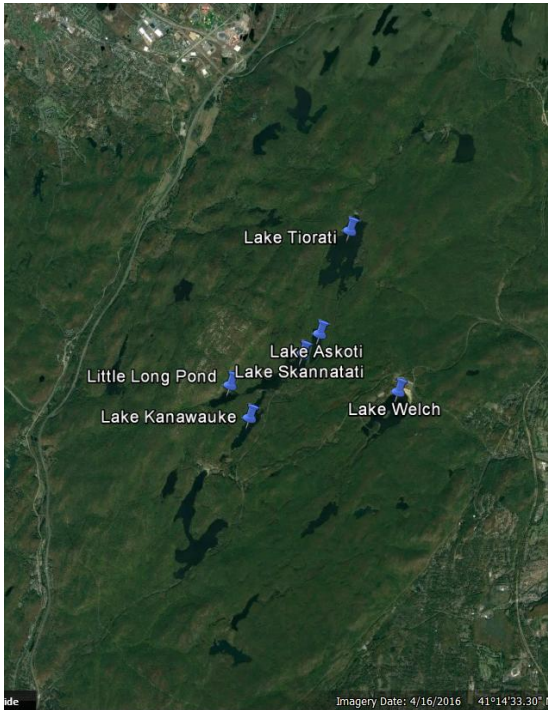 Lake Tiorati
Lake Askoti
Lake Skannatati
Little Long Pond
Lake Kanawauke
Lake Welch
ide
Imagery Date: 4/16/2016 41°14'33.30" N